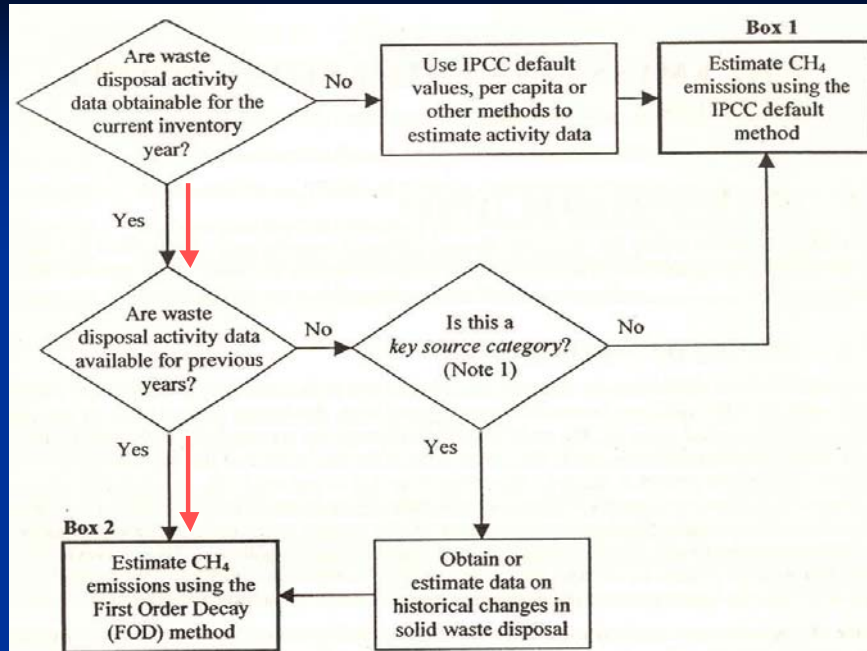 Are waste
disposal activity
data obtainable for the
current inventory
year?
No
Use IPCC default
values, per capita or
other methods to
estimate activity data
Box 1
Estimate CH₄
emissions using the
IPCC default
method
Yes
Are waste
disposal activity data
available for previous
years?
No
Is this a
key source category?
(Note 1)
No
Yes
Yes
Box 2
Estimate CH₄
emissions using the
First Order Decay
(FOD) method
Obtain or
estimate data on
historical changes in
solid waste disposal